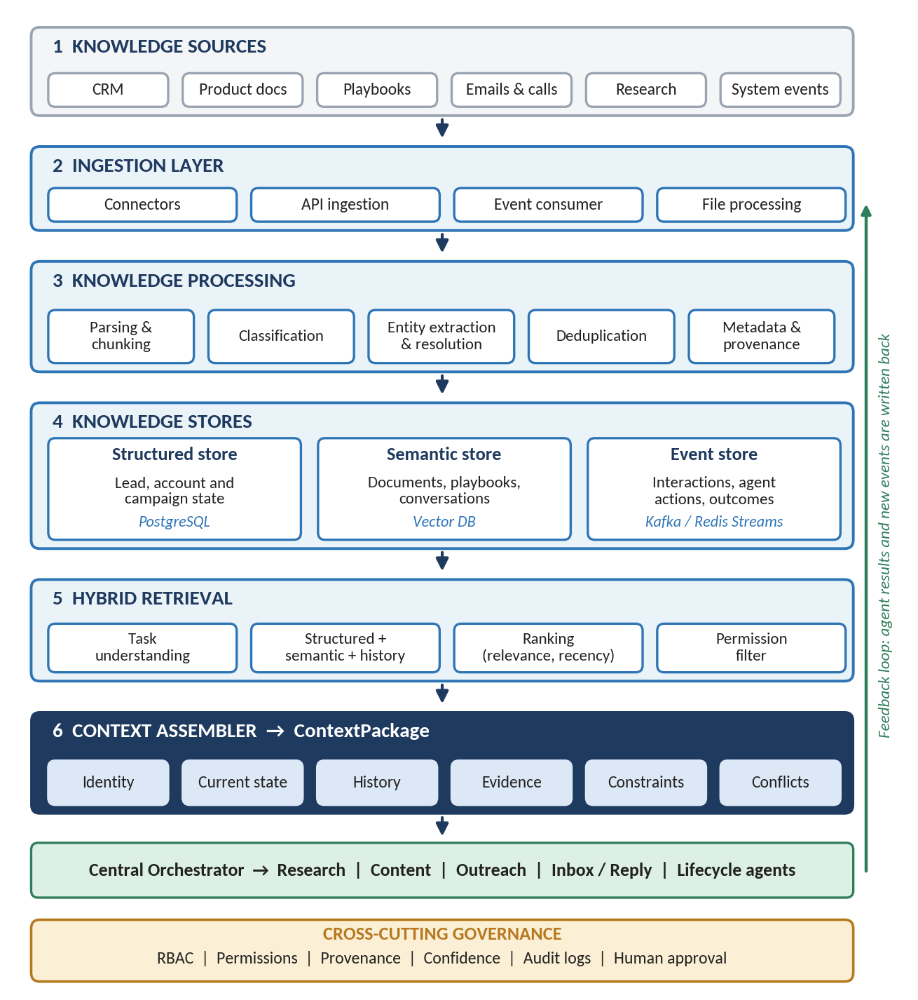 1 KNOWLEDGE SOURCES
CRM
Product docs
Playbooks
Emails & calls
Research
System events
2 INGESTION LAYER
Connectors
API ingestion
Event consumer
File processing
3 KNOWLEDGE PROCESSING
Parsing &
chunking
Classification
Entity extraction
& resolution
Deduplication
Metadata &
provenance
4 KNOWLEDGE STORES
Structured store
Lead, account and
campaign state
PostgreSQL
Semantic store
Documents, playbooks,
conversations
Vector DB
Event store
Interactions, agent
actions, outcomes
Kafka / Redis Streams
5 HYBRID RETRIEVAL
Task
understanding
Structured +
semantic + history
Ranking
(relevance, recency)
Permission
filter
6 CONTEXT ASSEMBLER → ContextPackage
Identity
Current state
History
Evidence
Constraints
Conflicts
Central Orchestrator → Research | Content | Outreach | Inbox / Reply | Lifecycle agents
CROSS-CUTTING GOVERNANCE
RBAC | Permissions | Provenance | Confidence | Audit logs | Human approval
Feedback loop: agent results and new events are written back